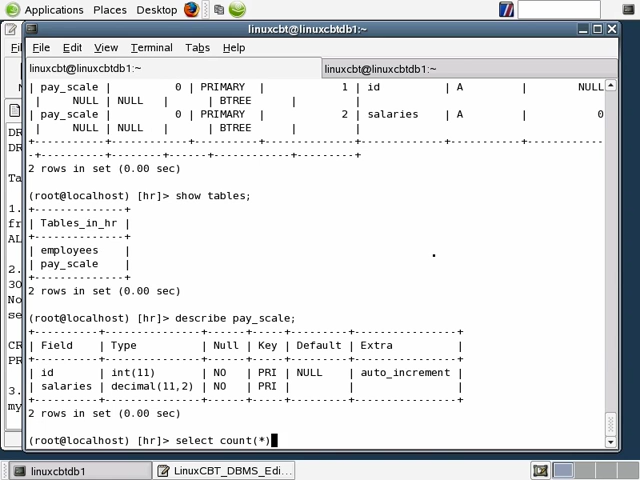 Applications Places Desktop
linuxcbt@linuxcbtdb1:~
File Edit View Terminal Tabs Help
linuxcbt@linuxcbtdb1:~ linuxcbt@linuxcbtdb1:~
| pay_scale | 0 | PRIMARY | 1 | id | A | NULL
| NULL | NULL | | BTREE | |
| pay_scale | 0 | PRIMARY | 2 | salaries | A | 0
| NULL | NULL | | BTREE | |
+-----------+------------+----------+--------------+-------------+-----------+---------
-+----------+--------+------+------------+---------+
2 rows in set (0.00 sec)
(root@localhost) [hr]> show tables;
+--------------+
| Tables_in_hr |
+--------------+
| employees |
| pay_scale |
+--------------+
2 rows in set (0.00 sec)
(root@localhost) [hr]> describe pay_scale;
+----------+---------------+------+-----+---------+----------------+
| Field | Type | Null | Key | Default | Extra |
+----------+---------------+------+-----+---------+----------------+
| id | int(11) | NO | PRI | NULL | auto_increment |
| salaries | decimal(11,2) | NO | PRI | | |
+----------+---------------+------+-----+---------+----------------+
2 rows in set (0.00 sec)
(root@localhost) [hr]> select count(*)
linuxcbtdb1 LinuxCBT_DBMS_Edi...